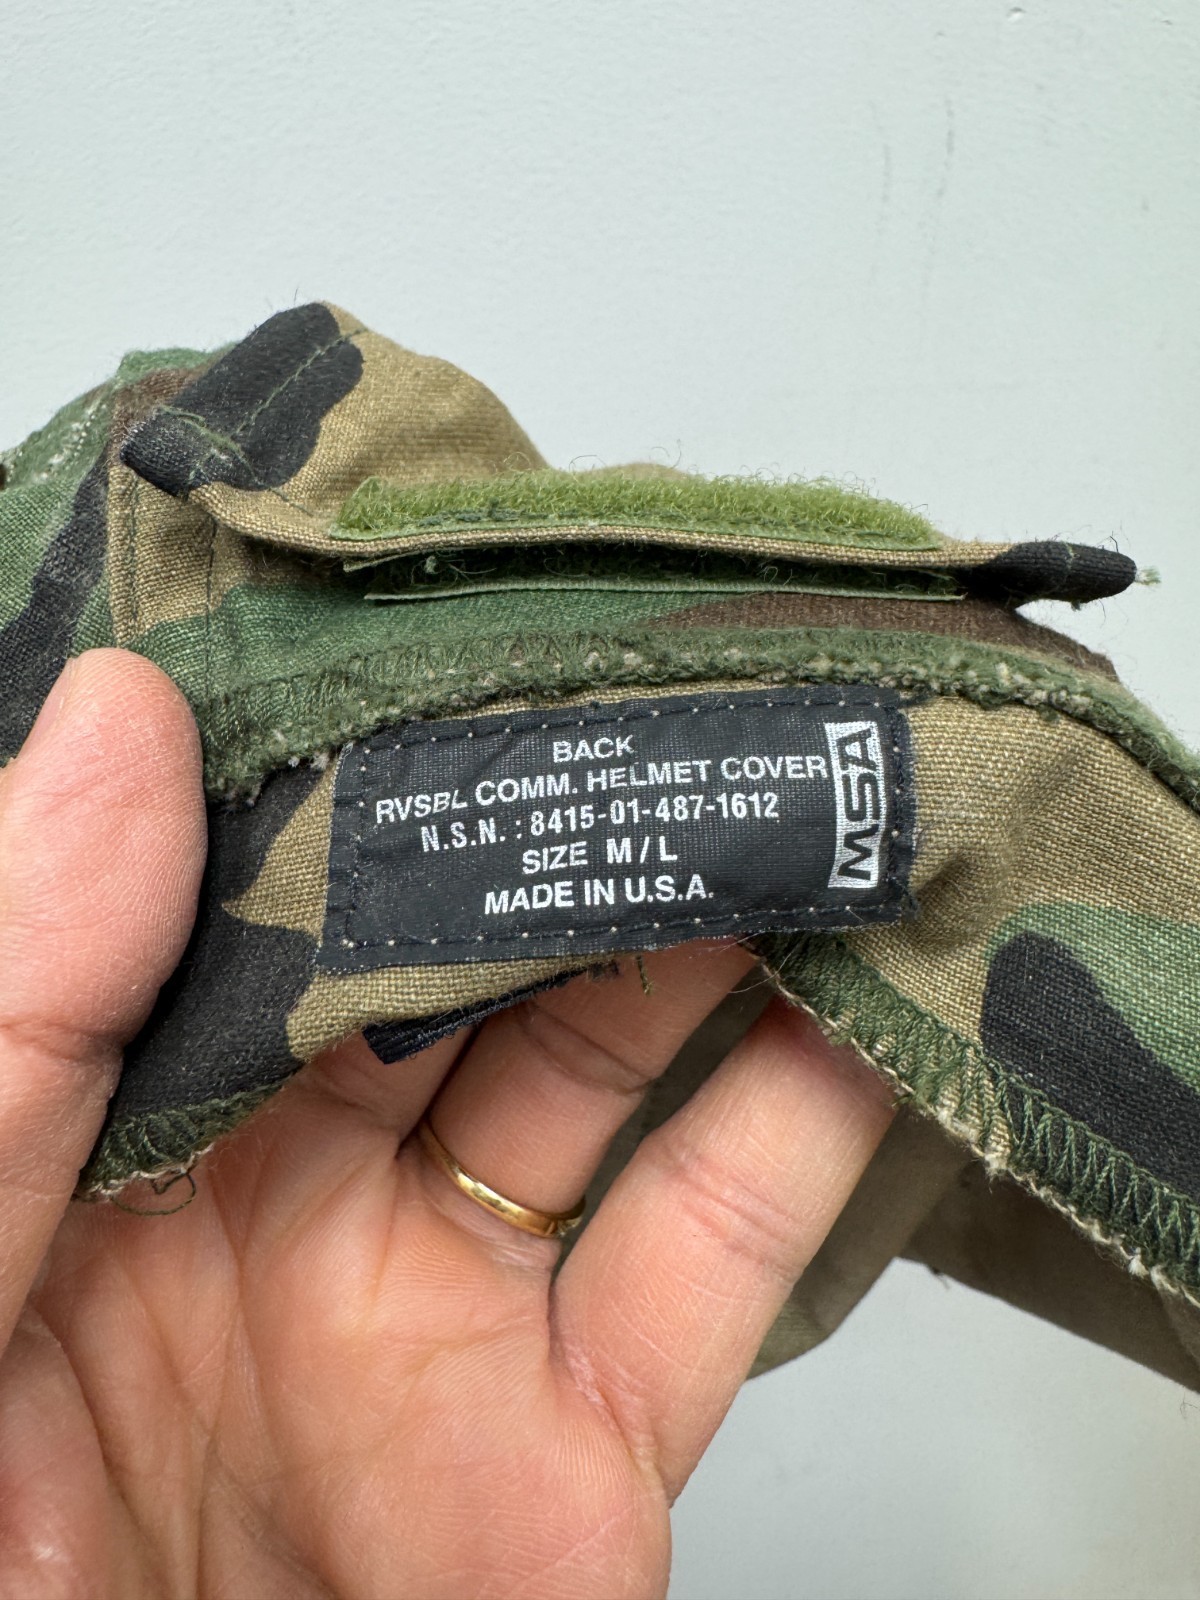 BACK
RVSBL COMM. HELMET COVER
N.S.N. : 8415-01-487-1612
SIZE M/L
MADE IN U.S.A.
MSA